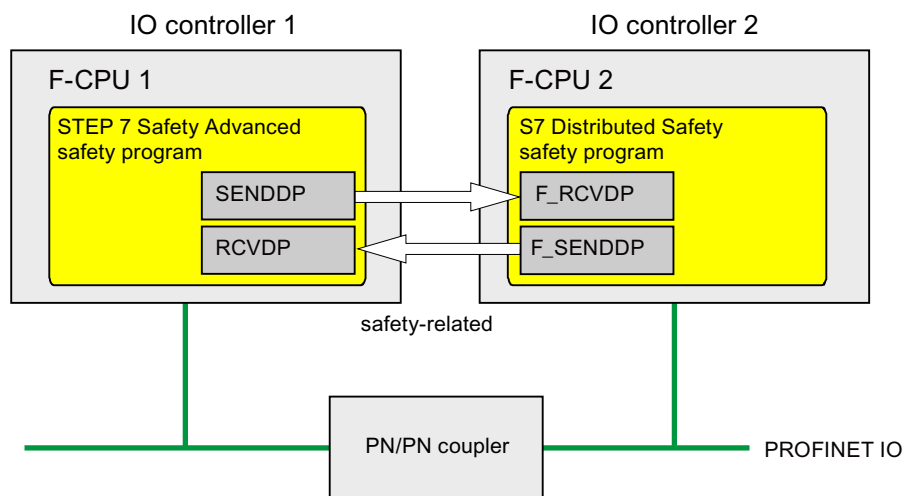 IO controller 1
IO controller 2
F-CPU 1
F-CPU 2
STEP 7 Safety Advanced
safety program
S7 Distributed Safety
safety program
SENDDP
F_RCVDP
RCVDP
F_SENDDP
safety-related
PN/PN coupler
PROFINET IO